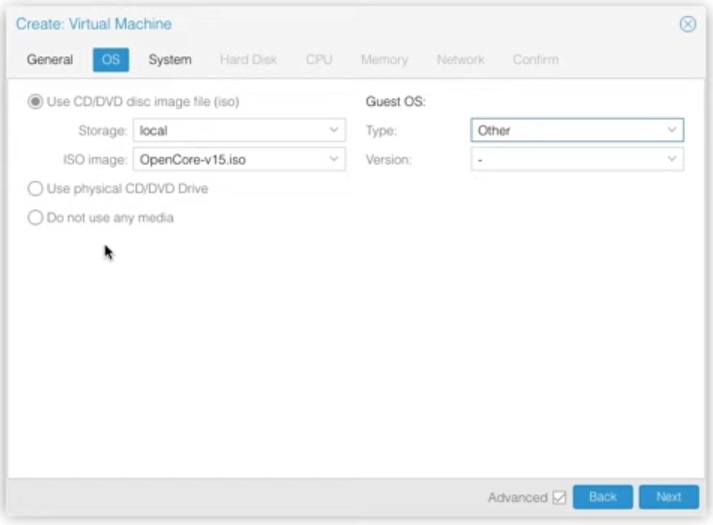 Create: Virtual Machine
General OS System Hard Disk CPU Memory Network Confirm
Use CD/DVD disc image file (iso)
Storage: local
ISO image: OpenCore-v15.iso
Use physical CD/DVD Drive
Do not use any media
Guest OS:
Type: Other
Version: -
Advanced Back Next